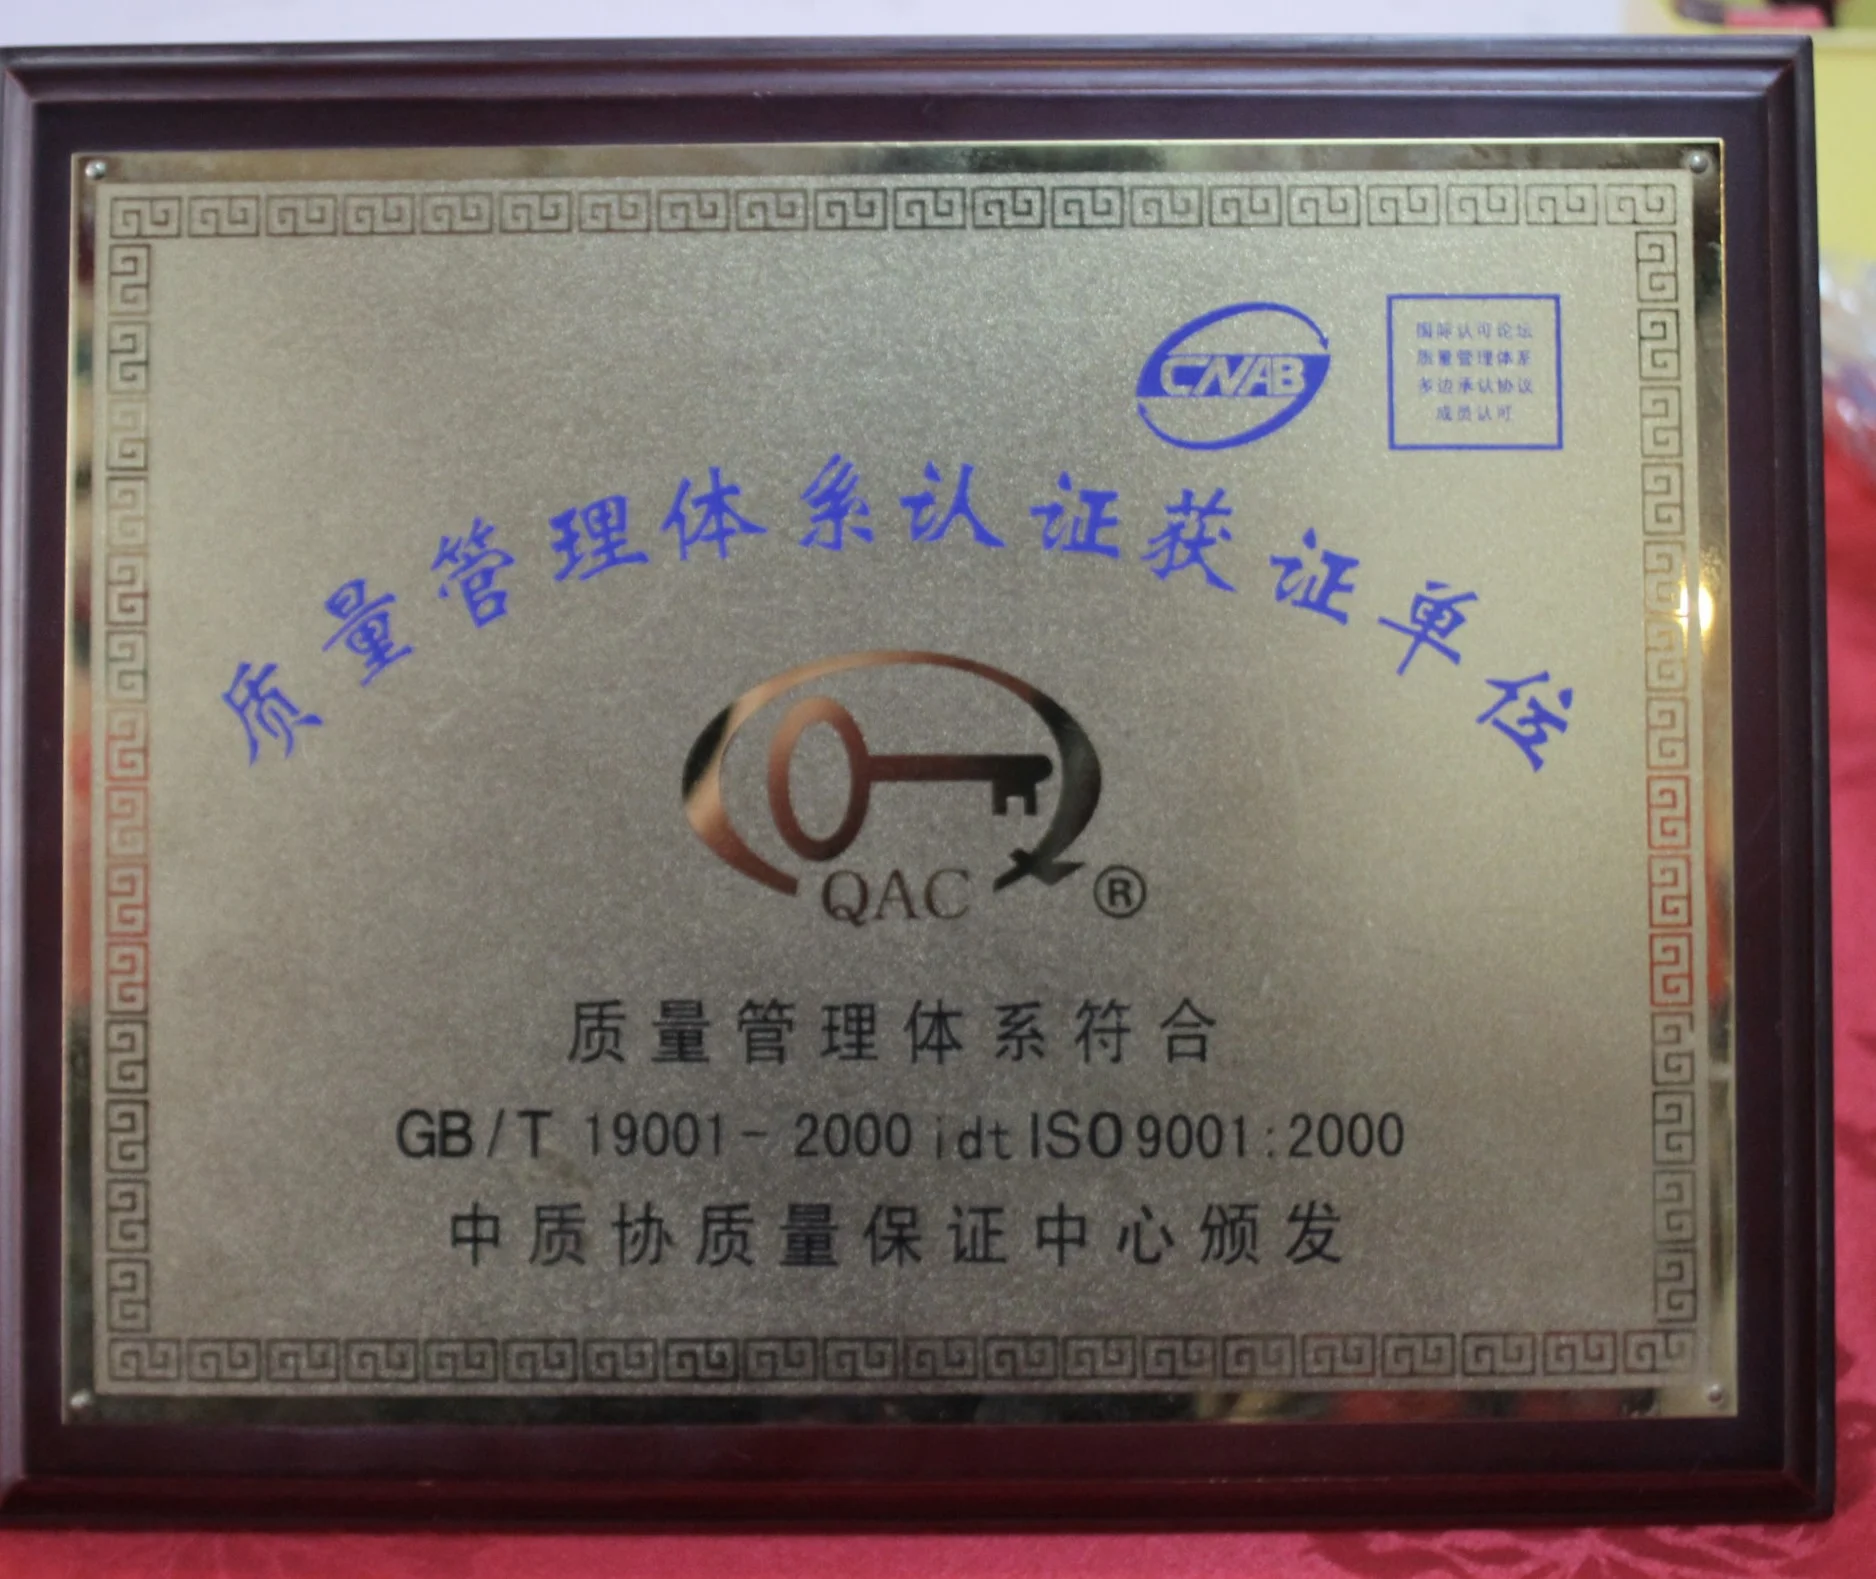 CNAB
国际认可论坛
质量管理体系
多边承认协议
成员认可
质量管理体系认证获证单位
QAC ®
质量管理体系符合
GB/T 19001-2000 idt ISO9001:2000
中质协质量保证中心颁发